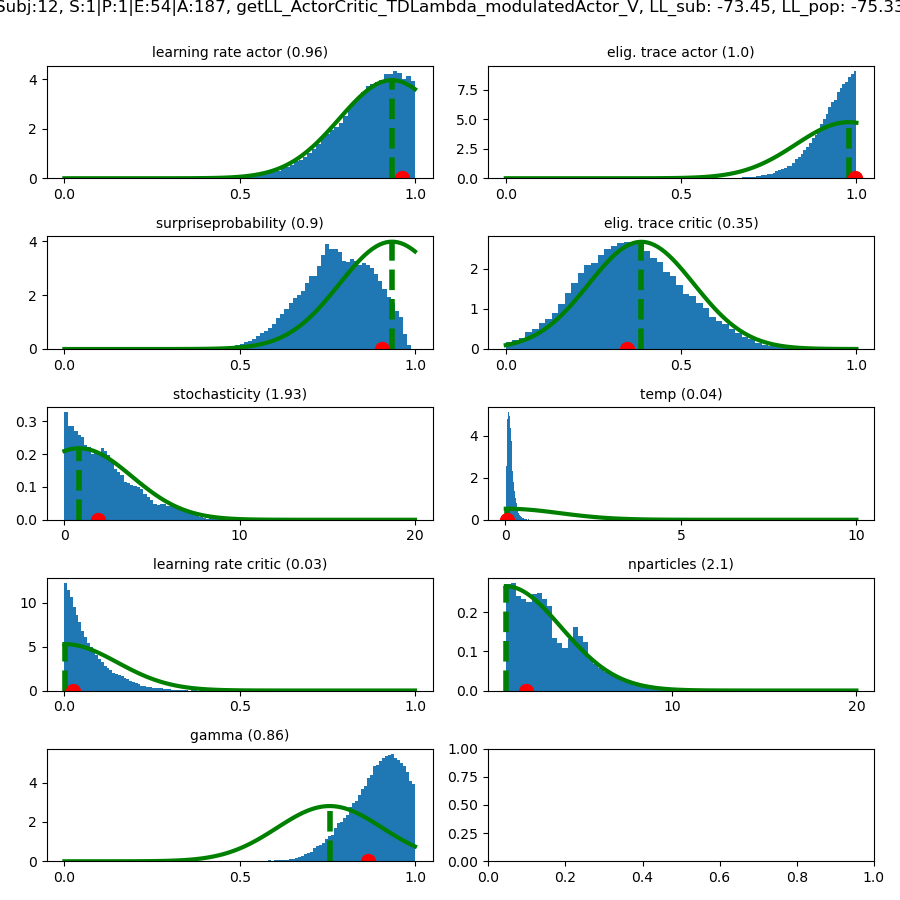 Subj:12, S:1|P:1|E:54|A:187, getLL_ActorCritic_TDLambda_modulatedActor_V, LL_sub: -73.45, LL_pop: -75.33
learning rate actor (0.96)
elig. trace actor (1.0)
4
2
0
0.0 0.5 1.0
7.5
5.0
2.5
0.0
0.0 0.5 1.0
surpriseprobability (0.9)
elig. trace critic (0.35)
4
2
0
0.0 0.5 1.0
2
1
0
0.0 0.5 1.0
stochasticity (1.93)
temp (0.04)
0.3
0.2
0.1
0.0
0 10 20
4
2
0
0 5 10
learning rate critic (0.03)
nparticles (2.1)
10
5
0
0.0 0.5 1.0
0.2
0.1
0.0
10 20
gamma (0.86)
4
2
0
0.0 0.5 1.0
1.00
0.75
0.50
0.25
0.00
0.0 0.2 0.4 0.6 0.8 1.0